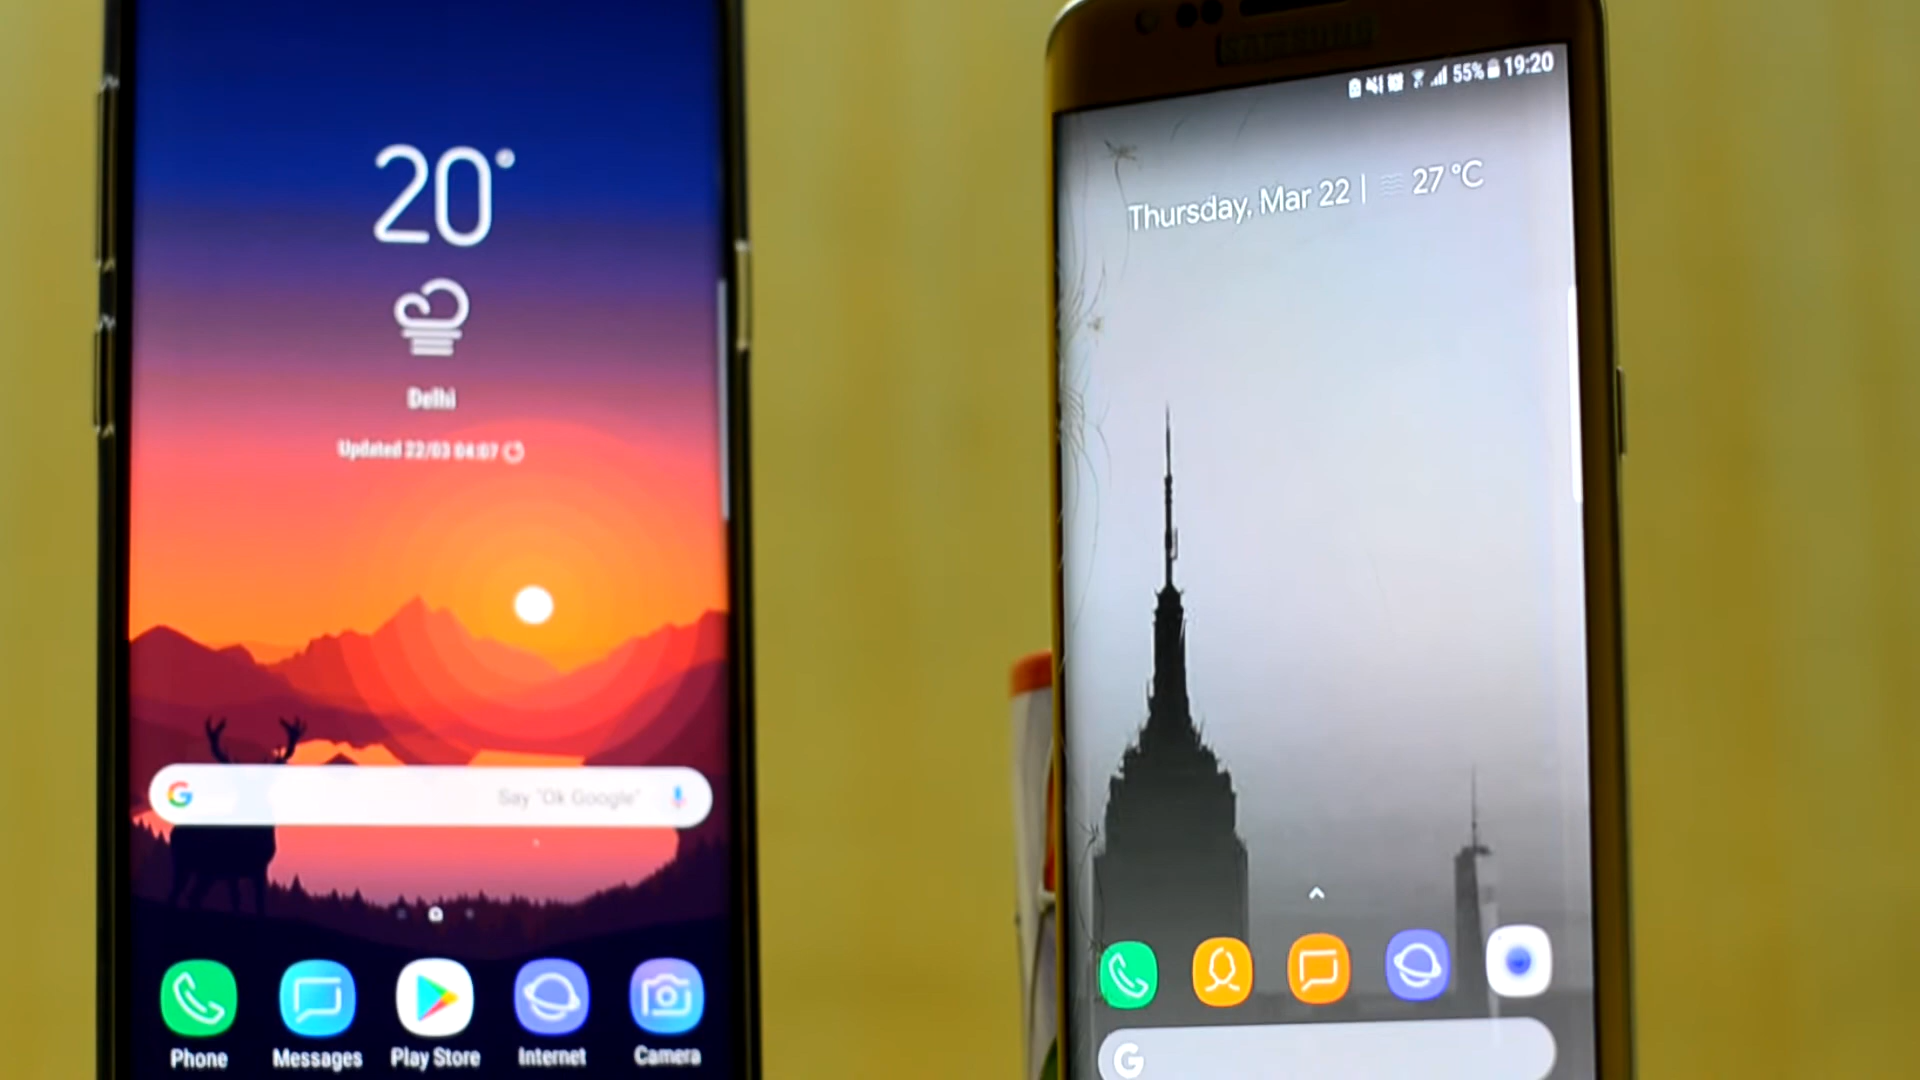 20°
Delhi
Updated 22/03 04:07
G Say "Ok Google"
Phone Messages Play Store Internet Camera
SAMSUNG
55% 19:20
Thursday, Mar 22 | 27 °C
G